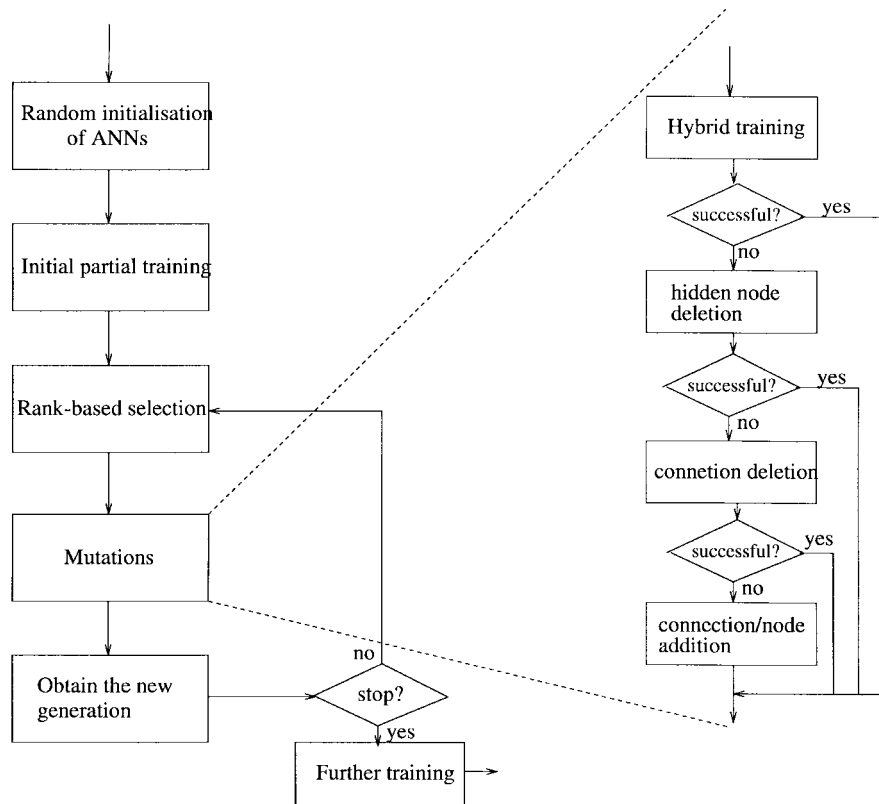 Random initialisation
of ANNs
Initial partial training
Rank-based selection
Mutations
Obtain the new
generation
no
stop?
yes
Further training
Hybrid training
successful?
yes
no
hidden node
deletion
successful?
yes
no
connetion deletion
successful?
yes
no
connection/node
addition